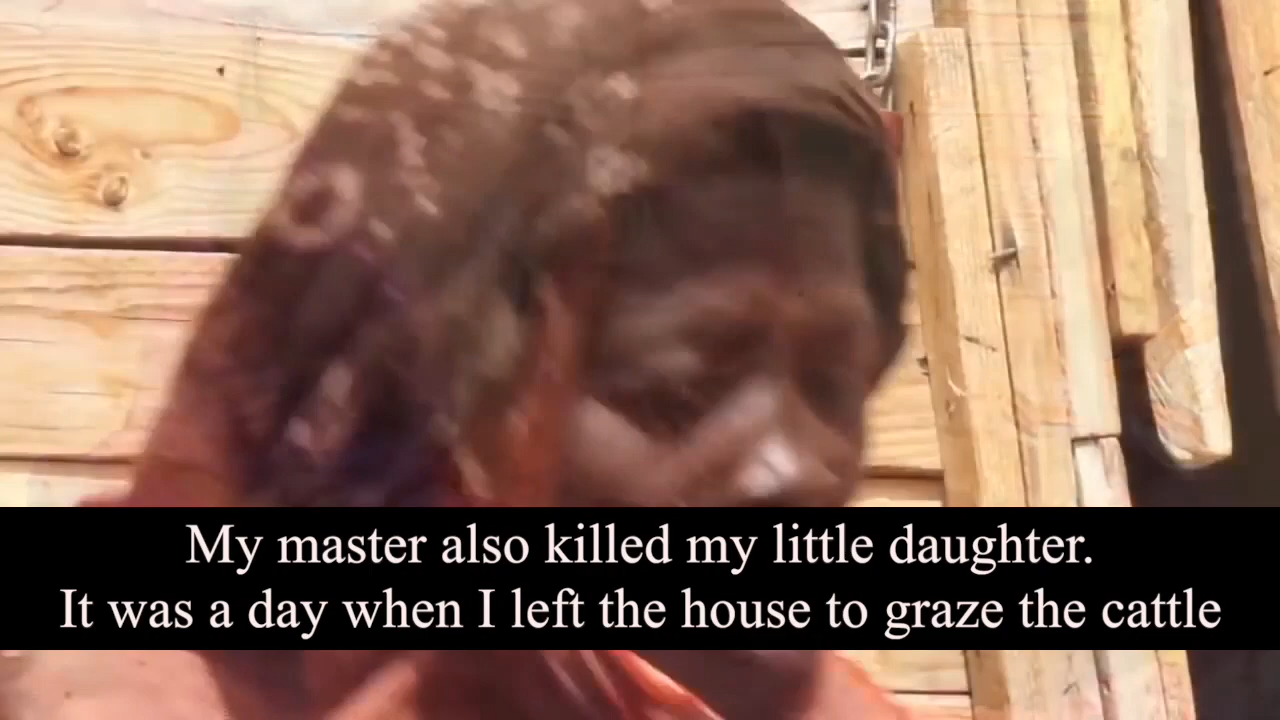 My master also killed my little daughter.
It was a day when I left the house to graze the cattle